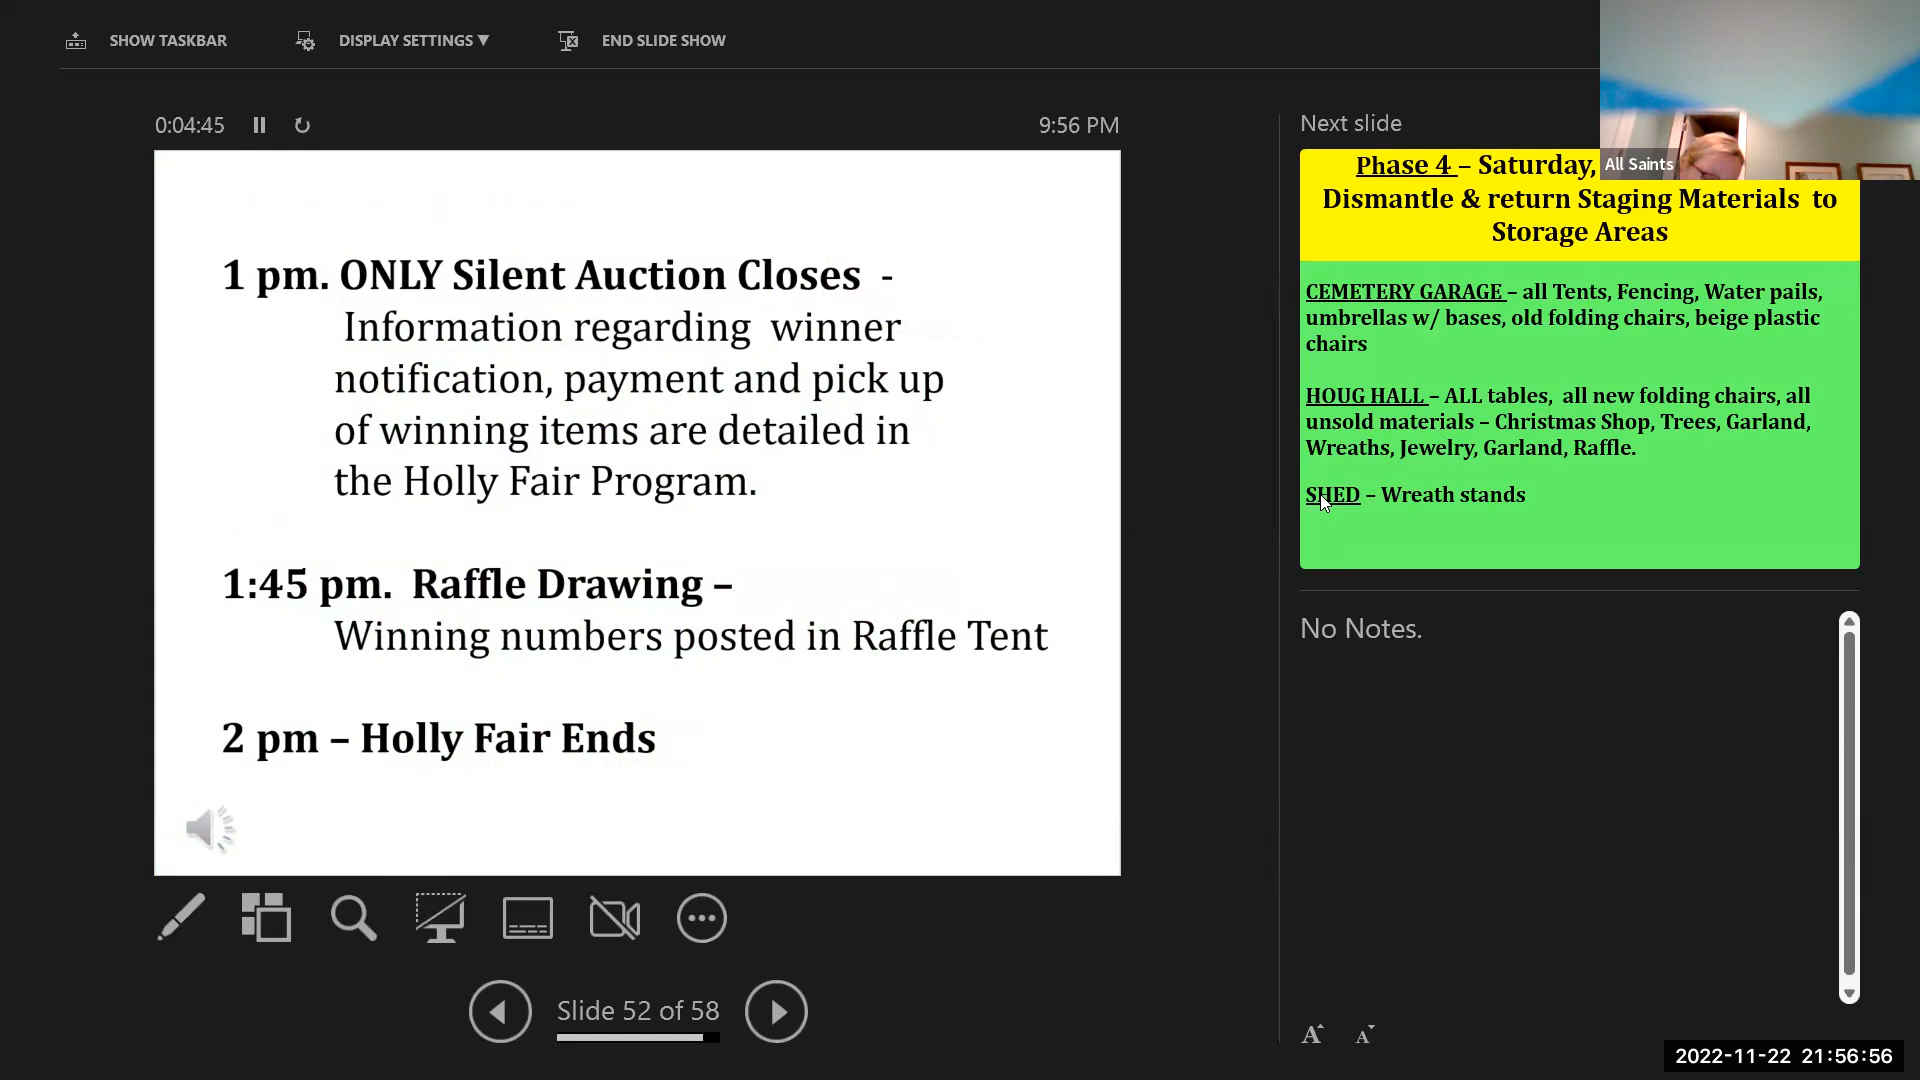 SHOW TASKBAR
DISPLAY SETTINGS ▼
END SLIDE SHOW
0:04:45
9:56 PM
1 pm. ONLY Silent Auction Closes -
Information regarding winner
notification, payment and pick up
of winning items are detailed in
the Holly Fair Program.
1:45 pm. Raffle Drawing –
Winning numbers posted in Raffle Tent
2 pm – Holly Fair Ends
Slide 52 of 58
Next slide
All Saints
Phase 4 – Saturday,
Dismantle & return Staging Materials to
Storage Areas
CEMETERY GARAGE – all Tents, Fencing, Water pails,
umbrellas w/ bases, old folding chairs, beige plastic
chairs
HOUG HALL – ALL tables, all new folding chairs, all
unsold materials – Christmas Shop, Trees, Garland,
Wreaths, Jewelry, Garland, Raffle.
SHED – Wreath stands
No Notes.
A A
2022-11-22 21:56:56